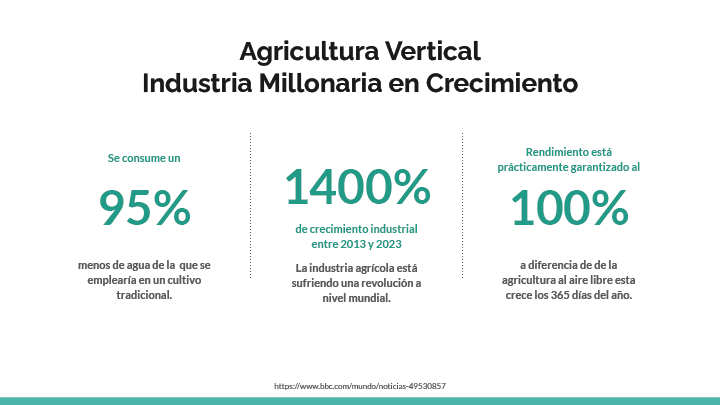 Agricultura Vertical
Industria Millonaria en Crecimiento
Se consume un
95%
menos de agua de la que se
emplearía en un cultivo
tradicional.
1400%
de crecimiento industrial
entre 2013 y 2023
La industria agrícola está
sufriendo una revolución a
nivel mundial.
Rendimiento está
prácticamente garantizado al
100%
a diferencia de de la
agricultura al aire libre esta
crece los 365 días del año.
https://www.bbc.com/mundo/noticias-49530857